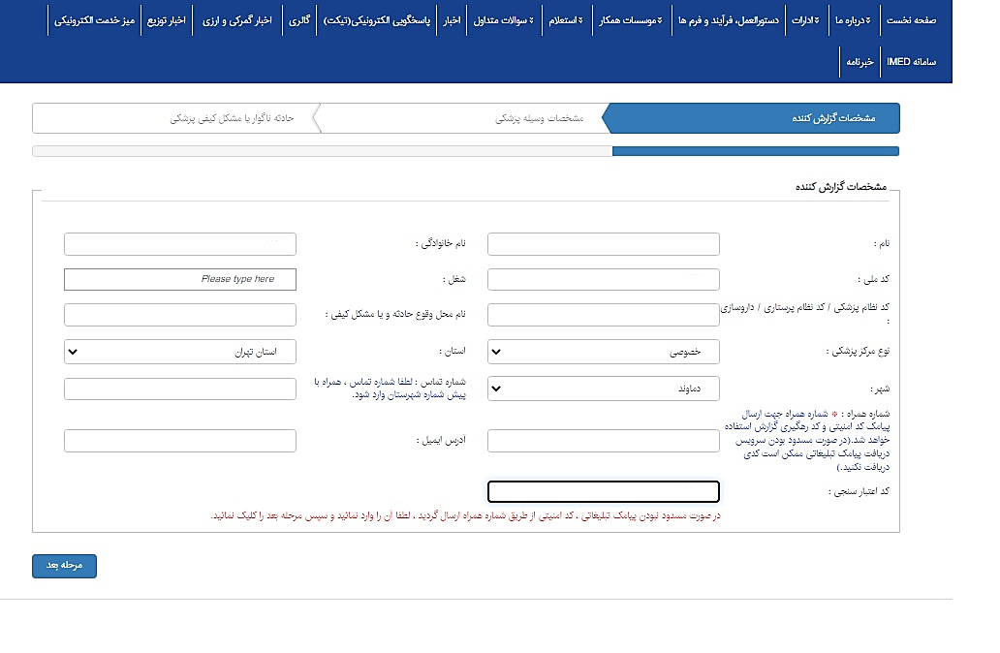 صفحه نخست
درباره ما
ادارات
دستورالعمل، فرآیند و فرم ها
موسسات همکار
استعلام
سوالات متداول
اخبار
پاسخگویی الکترونیکی(تیکت)
گالری
اخبار گمرکی و ارزی
اخبار توزیع
میز خدمت الکترونیکی
سامانه IMED
خبرنامه
مشخصات گزارش کننده
مشخصات وسیله پزشکی
حادثه ناگوار یا مشکل کیفی پزشکی
مشخصات گزارش کننده
نام :
نام خانوادگی :
کد ملی :
شغل :
Please type here
کد نظام پزشکی / کد نظام پرستاری / داروسازی
:
نام محل وقوع حادثه و یا مشکل کیفی :
نوع مرکز پزشکی :
خصوصی
استان :
استان تهران
شهر :
دماوند
شماره تماس : لطفا شماره تماس ، همراه با
پیش شماره شهرستان وارد شود.
شماره همراه : * شماره همراه جهت ارسال
پیامک کد امنیتی و کد رهگیری گزارش استفاده
خواهد شد.(در صورت مسدود بودن سرویس
دریافت پیامک تبلیغاتی ممکن است کدی
دریافت نکنید.)
آدرس ایمیل :
کد اعتبار سنجی :
در صورت مسدود نبودن پیامک تبلیغاتی ، کد امنیتی از طریق شماره همراه ارسال گردید ، لطفا آن را وارد نمائید و سپس مرحله بعد را کلیک نمائید.
مرحله بعد